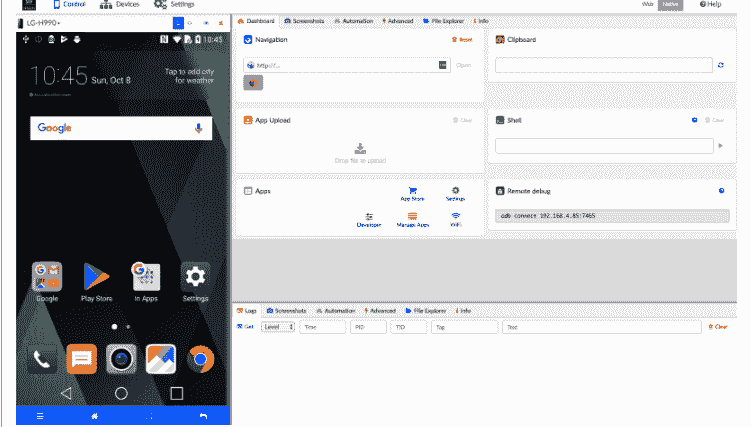 Control Devices Settings Web Native Help
LG-H990
Dashboard Screenshots Automation Advanced File Explorer Info
10:45
Navigation Reset
http://...
Open
Clipboard
10:45 Sun, Oct 8
Tap to add city
for weather
Google
App Upload Clear
Drop file to upload
Shell Clear
Apps
App Store Settings
Developer Manage Apps WiFi
Remote debug
adb connect 192.168.4.85:7465
Google Play Store In Apps Settings
Logs Screenshots Automation Advanced File Explorer Info
Get Level Time PID TID Tag Text Clear